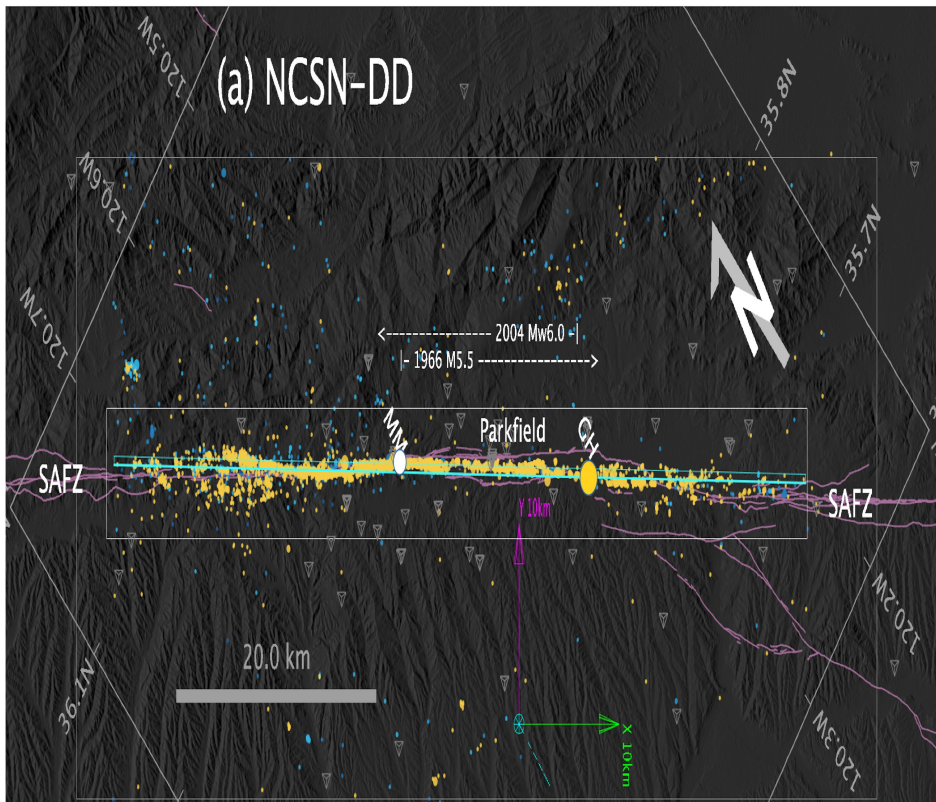 120.5W
(a) NCSN–DD
35.8N
120.6W
35.7N
120.7W
N
<----------------- 2004 Mw6.0 -|
|- 1966 M5.5 ----------------->
MM
Parkfield
CH
SAFZ
SAFZ
Y 10km
20.0 km
120.2W
36.1N
X 10km
120.3W